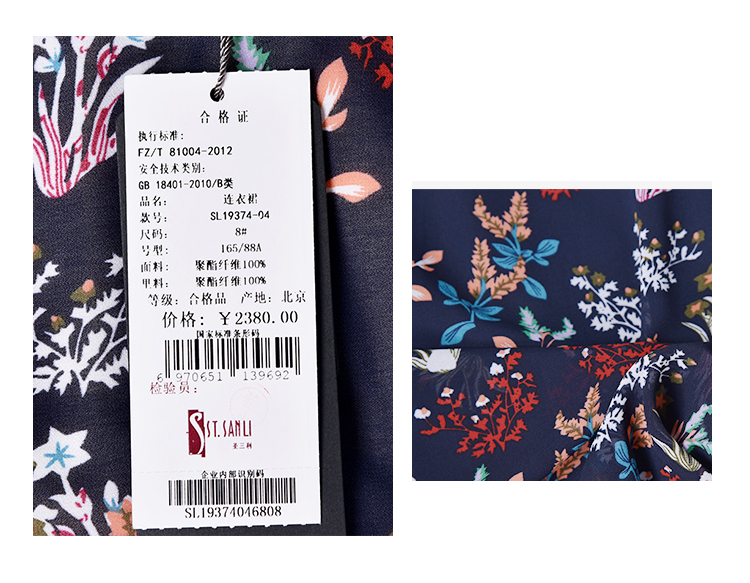 合格证
执行标准:
FZ/T 81004-2012
安全技术类别:
GB 18401-2010/B类
品名: 连衣裙
款号: SL19374-04
尺码: 8#
号型: 165/88A
面料: 聚酯纤维100%
里料: 聚酯纤维100%
等级: 合格品 产地: 北京
价格: ¥2380.00
国家标准条形码
6 970651 139692
检验员:
ST.SANLI
圣三利
企业内部识别码
SL19374046808